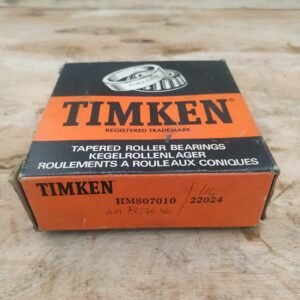 TIMKEN
REGISTERED TRADEMARK
TAPERED ROLLER BEARINGS
KEGELROLLENLAGER
ROULEMENTS A ROULEAUX CONIQUES
TIMKEN
HM807010
22024